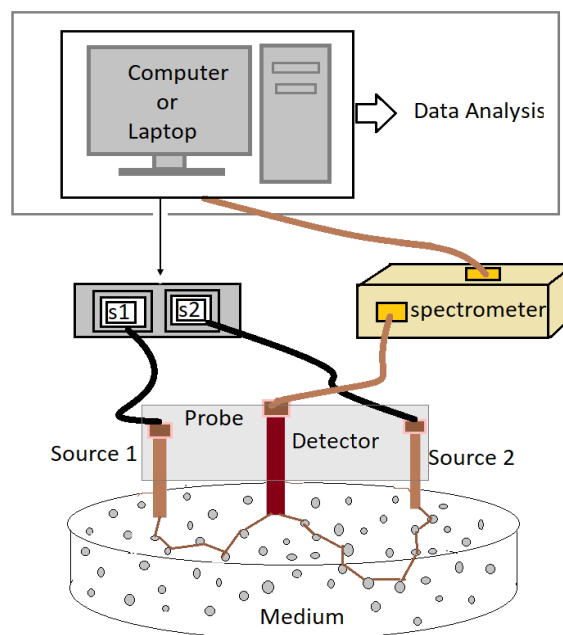 Computer
or
Laptop
Data Analysis
s1
s2
spectrometer
Probe
Detector
Source 1
Source 2
Medium